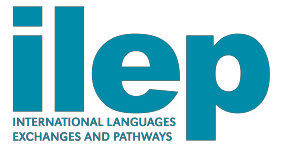 ilep
INTERNATIONAL LANGUAGES
EXCHANGES AND PATHWAYS